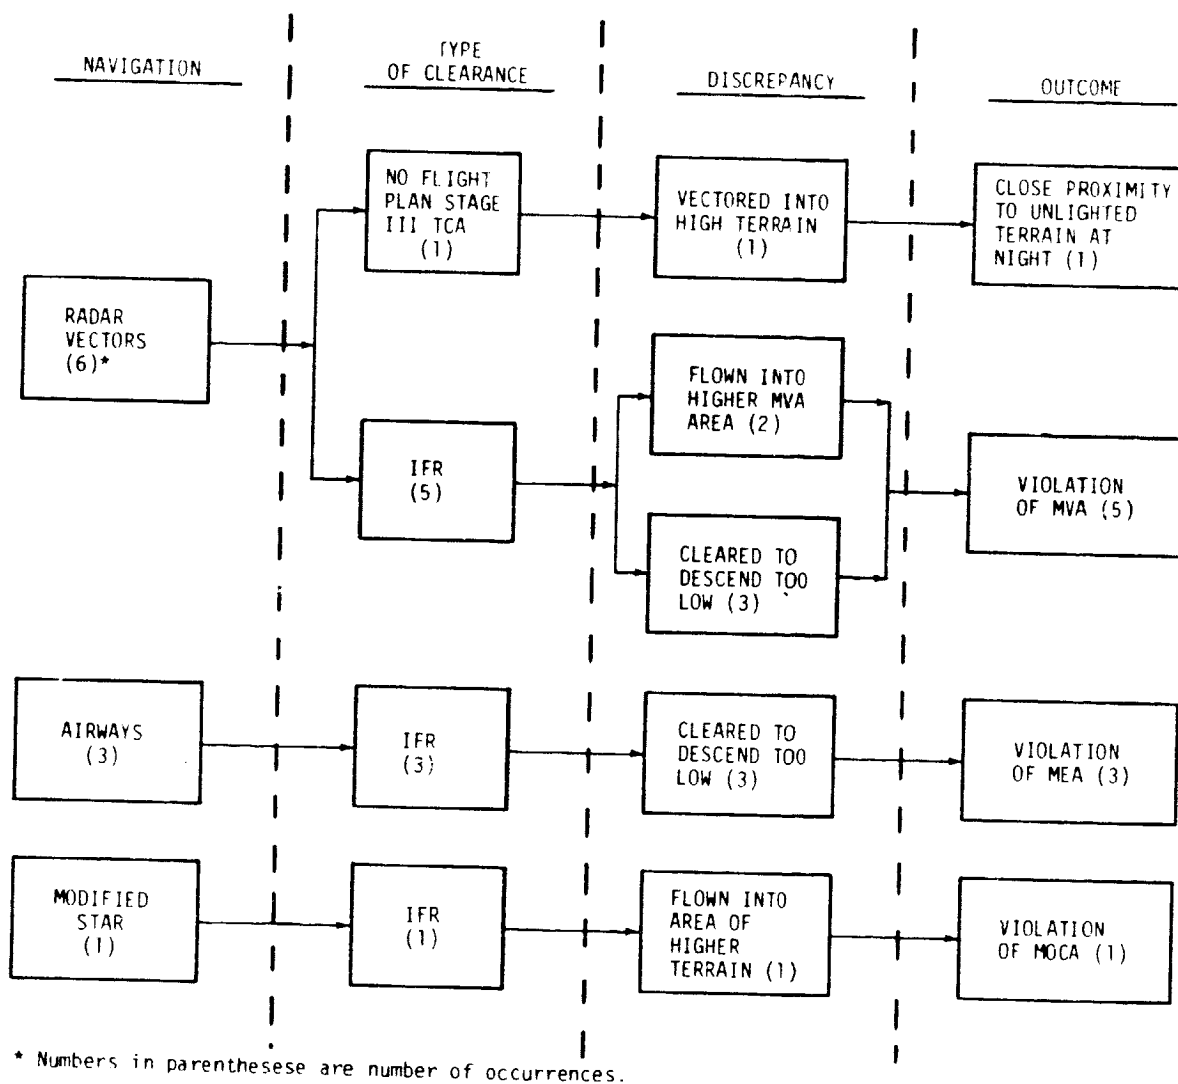 NAVIGATION
TYPE
OF CLEARANCE
DISCREPANCY
OUTCOME
NO FLIGHT
PLAN STAGE
III TCA
(1)
VECTORED INTO
HIGH TERRAIN
(1)
CLOSE PROXIMITY
TO UNLIGHTED
TERRAIN AT
NIGHT (1)
RADAR
VECTORS
(6)*
FLOWN INTO
HIGHER MVA
AREA (2)
IFR
(5)
VIOLATION
OF MVA (5)
CLEARED TO
DESCEND TOO
LOW (3)
AIRWAYS
(3)
IFR
(3)
CLEARED TO
DESCEND TOO
LOW (3)
VIOLATION
OF MEA (3)
MODIFIED
STAR
(1)
IFR
(1)
FLOWN INTO
AREA OF
HIGHER
TERRAIN (1)
VIOLATION
OF MOCA (1)
* Numbers in parenthesese are number of occurrences.